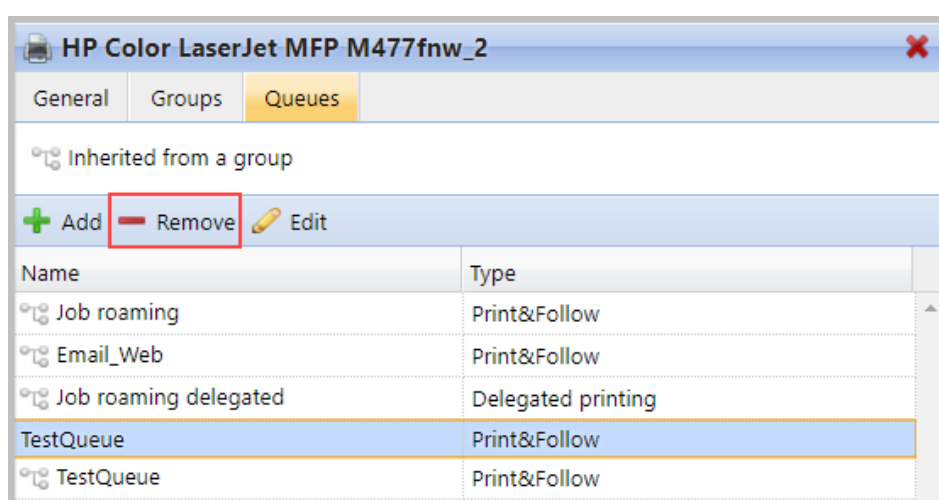 HP Color LaserJet MFP M477fnw_2
General Groups Queues
Inherited from a group
Add Remove Edit
Name Type
Job roaming Print&Follow
Email_Web Print&Follow
Job roaming delegated Delegated printing
TestQueue Print&Follow
TestQueue Print&Follow